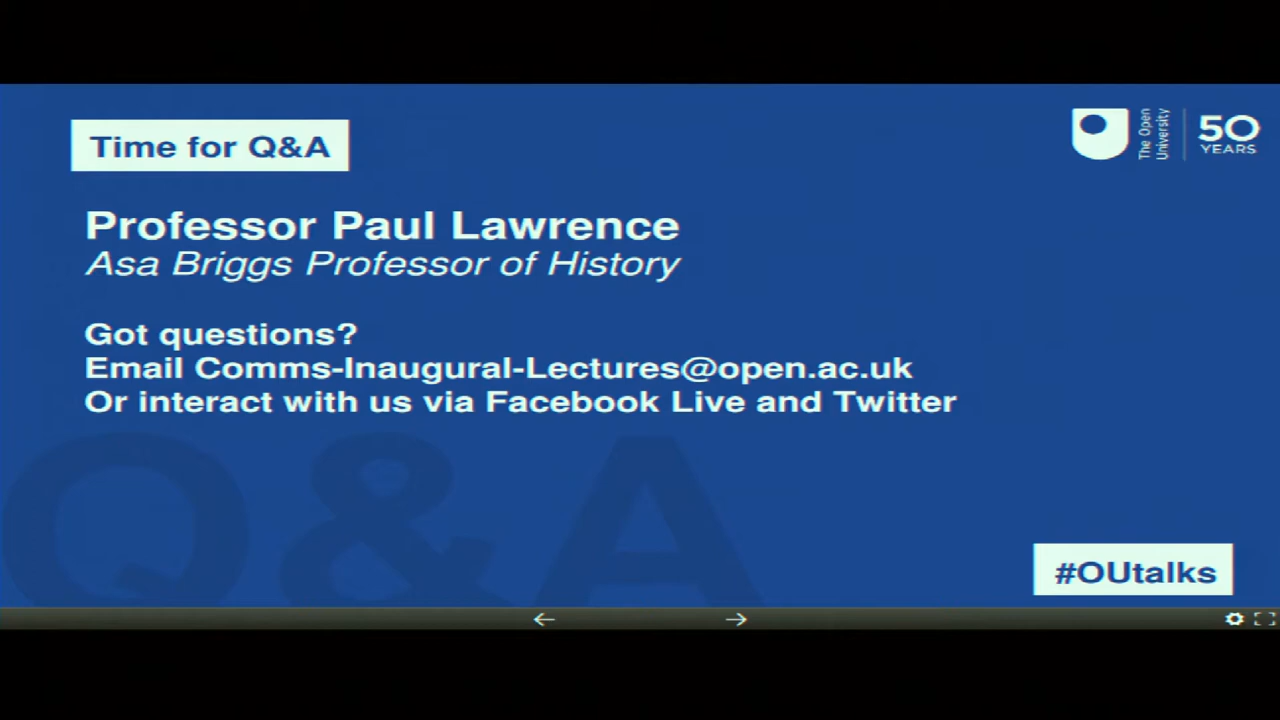 Time for Q&A
The Open
University
50
YEARS
Professor Paul Lawrence
Asa Briggs Professor of History
Got questions?
Email Comms-Inaugural-Lectures@open.ac.uk
Or interact with us via Facebook Live and Twitter
Q&A
#OUtalks